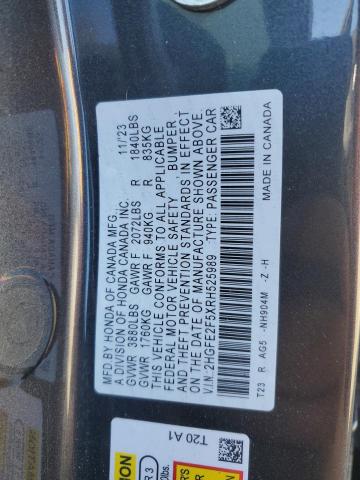 MFD BY HONDA OF CANADA MFG.
A DIVISION OF HONDA CANADA INC. 11/23
GVWR 3880LBS GAWR F 2072LBS R 1840LBS
GVWR 1760KG GAWR F 940KG R 835KG
THIS VEHICLE CONFORMS TO ALL APPLICABLE
FEDERAL MOTOR VEHICLE SAFETY BUMPER
AND THEFT PREVENTION STANDARDS IN EFFECT
ON THE DATE OF MANUFACTURE SHOWN ABOVE.
V.I.N: 2HGFE2F5XRH525989 TYPE: PASSENGER CAR
T23 R AG5 -NH904M -Z -H MADE IN CANADA
T20 A1